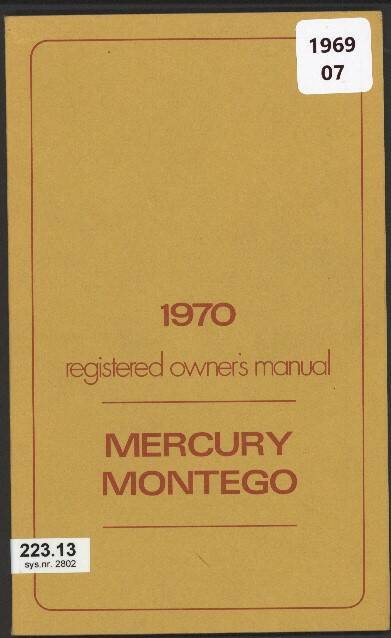 1969
07
1970
registered owner's manual
MERCURY
MONTEGO
223.13
sys.nr. 2802